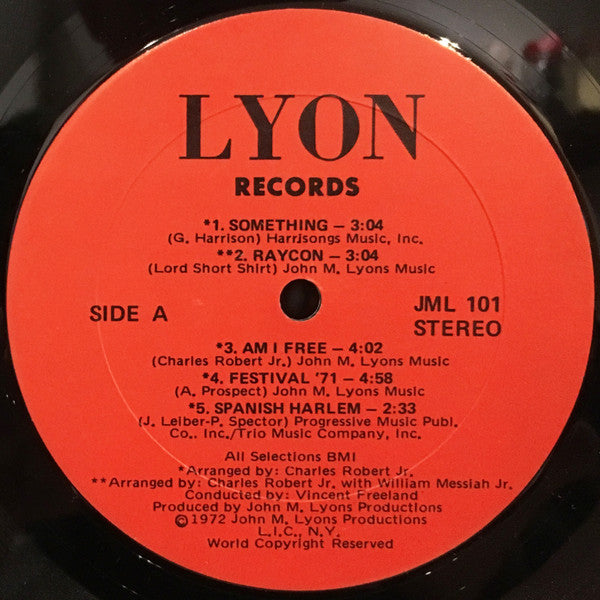 LYON
RECORDS
*1. SOMETHING — 3:04
(G. Harrison) Harrisongs Music, Inc.
**2. RAYCON — 3:04
(Lord Short Shirt) John M. Lyons Music
SIDE A
JML 101
STEREO
*3. AM I FREE — 4:02
(Charles Robert Jr.) John M. Lyons Music
*4. FESTIVAL '71 — 4:58
(A. Prospect) John M. Lyons Music
*5. SPANISH HARLEM — 2:33
(J. Leiber-P. Spector) Progressive Music Publ.
Co., Inc./Trio Music Company, Inc.
All Selections BMI
*Arranged by: Charles Robert Jr.
**Arranged by: Charles Robert Jr. with William Messiah Jr.
Conducted by: Vincent Freeland
Produced by John M. Lyons Productions
©1972 John M. Lyons Productions
L.I.C., N.Y.
World Copyright Reserved